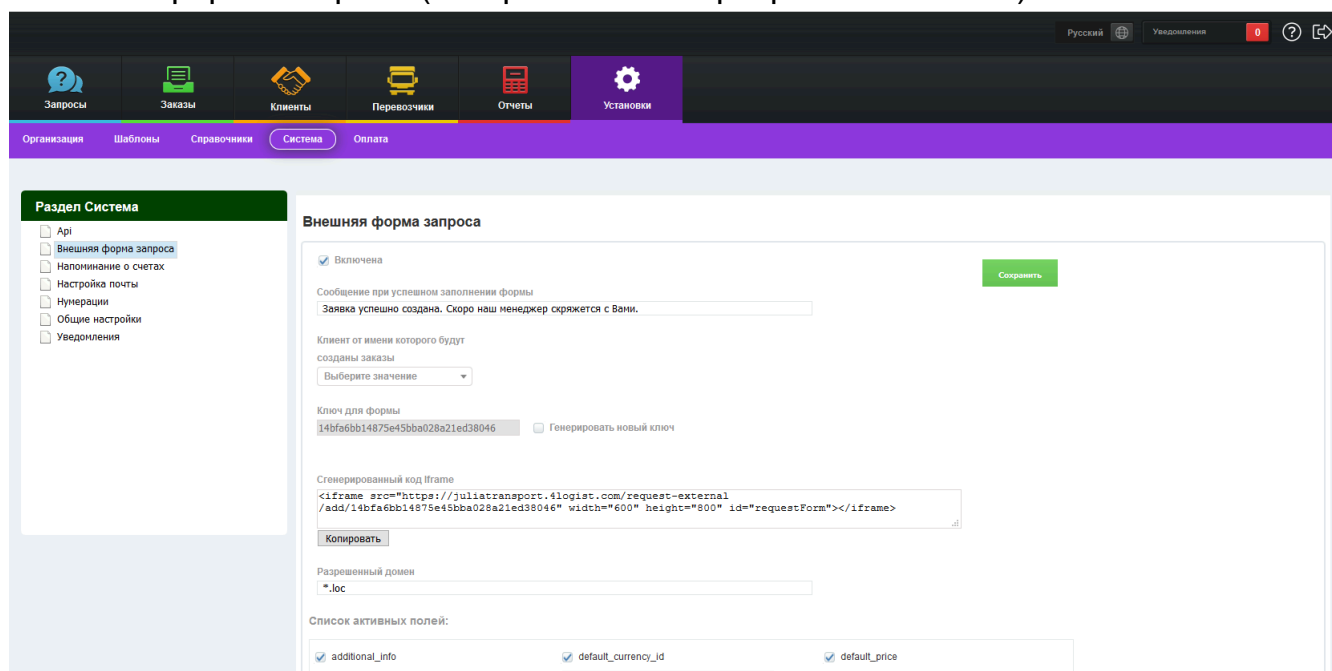 Русский
Уведомления
0
Запросы
Заказы
Клиенты
Перевозчики
Отчеты
Установки
Организация
Шаблоны
Справочники
Система
Оплата
Раздел Система
Api
Внешняя форма запроса
Напоминание о счетах
Настройка почты
Нумерации
Общие настройки
Уведомления
Внешняя форма запроса
Включена
Сохранить
Сообщение при успешном заполнении формы
Заявка успешно создана. Скоро наш менеджер скряжется с Вами.
Клиент от имени которого будут
созданы заказы
Выберите значение
Ключ для формы
14bfa6bb14875e45bba028a21ed38046
Генерировать новый ключ
Сгенерированный код Iframe
<iframe src="https://juliatransport.4logist.com/request-external
/add/14bfa6bb14875e45bba028a21ed38046" width="600" height="800" id="requestForm"></iframe>
Копировать
Разрешенный домен
*.loc
Список активных полей:
additional_info
default_currency_id
default_price